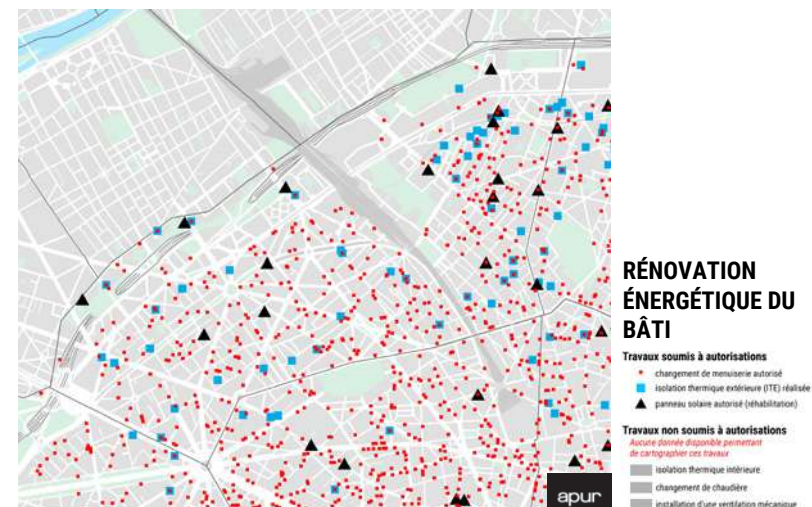 RÉNOVATION
ÉNERGÉTIQUE DU
BÂTI
Travaux soumis à autorisations
changement de menuiserie autorisé
isolation thermique extérieure (ITE) réalisée
panneau solaire autorisé (réhabilitation)
Travaux non soumis à autorisations
Aucune donnée disponible permettant
de cartographier ces travaux
isolation thermique intérieure
changement de chaudière
installation d'une ventilation mécanique
apur